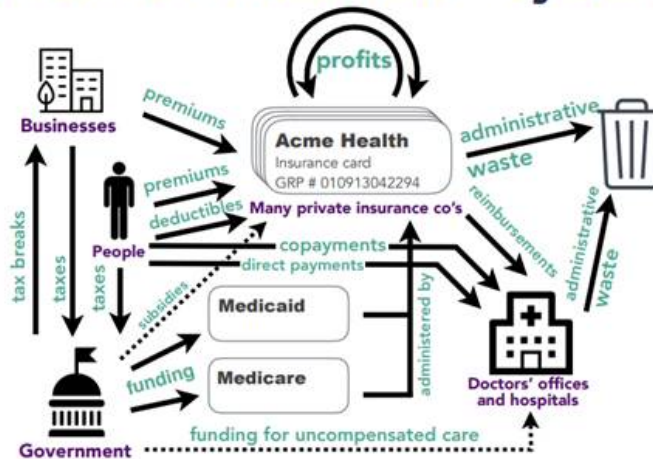 profits
premiums
Businesses
Acme Health
Insurance card
GRP # 010913042294
administrative
waste
premiums
deductibles
Many private insurance co's
reimbursements
administrative
waste
tax breaks
taxes
taxes
People
copayments
direct payments
subsidies
Medicaid
administered by
funding
Medicare
Doctors' offices
and hospitals
Government
funding for uncompensated care